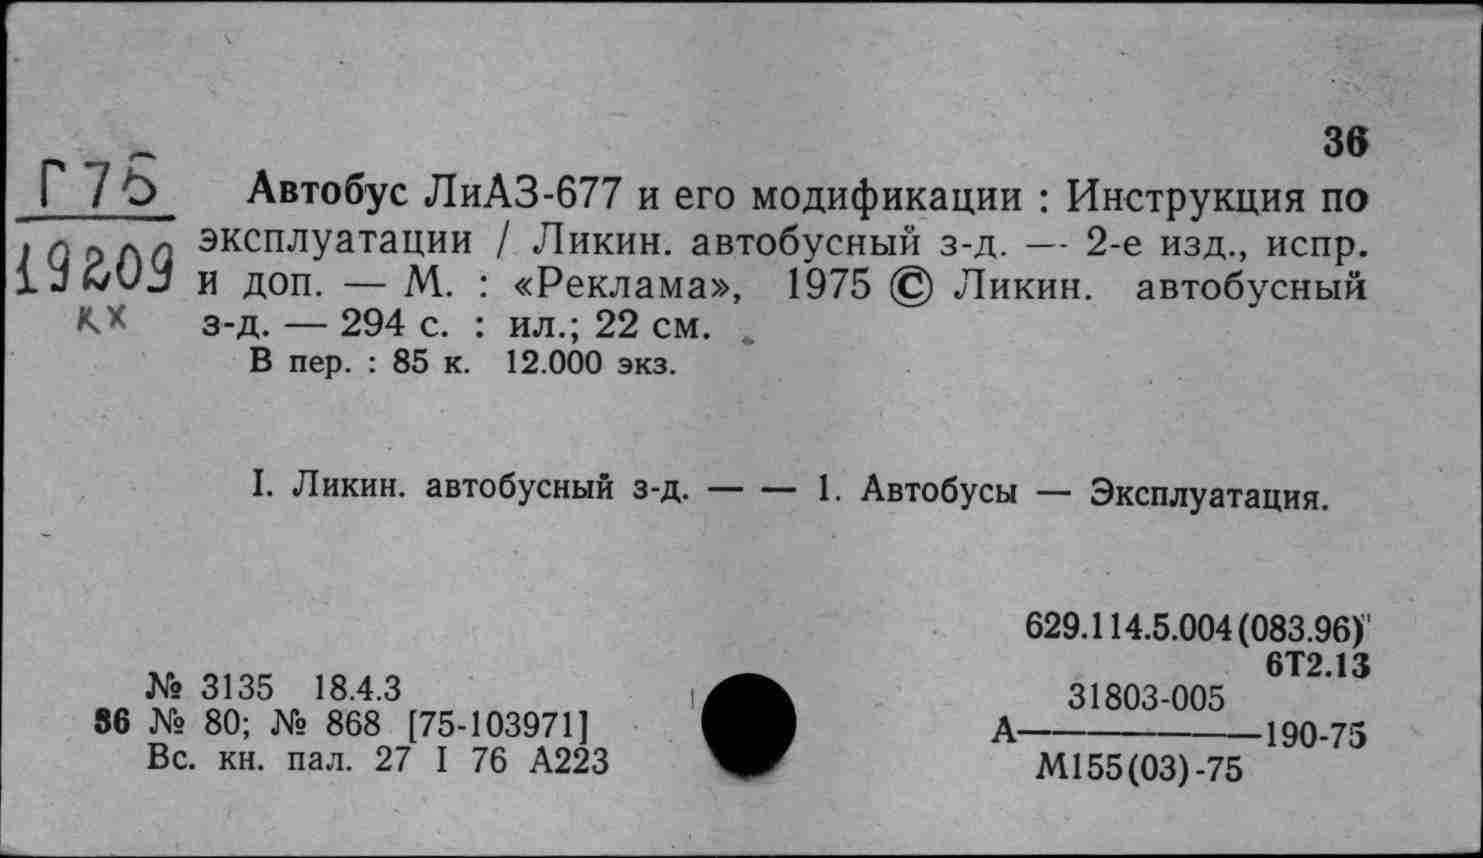 36
Г75
Автобус ЛиАЗ-677 и его модификации : Инструкция по
19209
эксплуатации / Ликин. автобусный з-д. — 2-е изд., испр.
и доп. — М. : «Реклама», 1975 © Ликин. автобусный
кх
з-д. — 294 с. : ил.; 22 см.
В пер. : 85 к. 12.000 экз.
I. Ликин. автобусный з-д. — — 1. Автобусы — Эксплуатация.
629.114.5.004(083.96)
6Т2.13
№ 3135 18.4.3
36 № 80; № 868 [75-103971]
Вс. кн. пал. 27 I 76 А223
31803-005
А————190-75
М155(03)-75